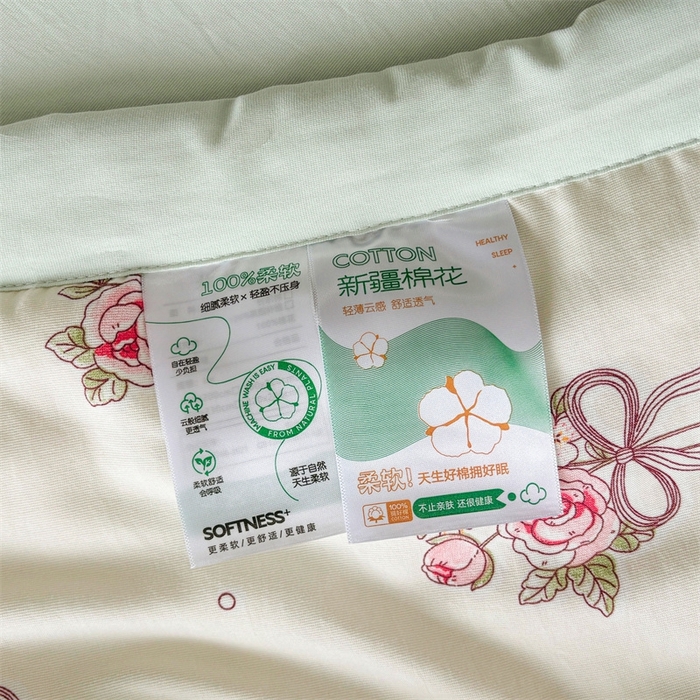 100%柔软
细腻柔软×轻盈不压身
自在轻盈
少负担
云般细腻
更透气
柔软舒适
会呼吸
MACHINE WASH IS EASY
FROM NATURAL PLANTS
源于自然
天生柔软
SOFTNESS+
更柔软/更舒适/更健康
COTTON
HEALTHY
SLEEP
新疆棉花
轻薄云感 舒适透气
柔软!天生好棉拥好眠
100%
COTTON
不止亲肤 还很健康